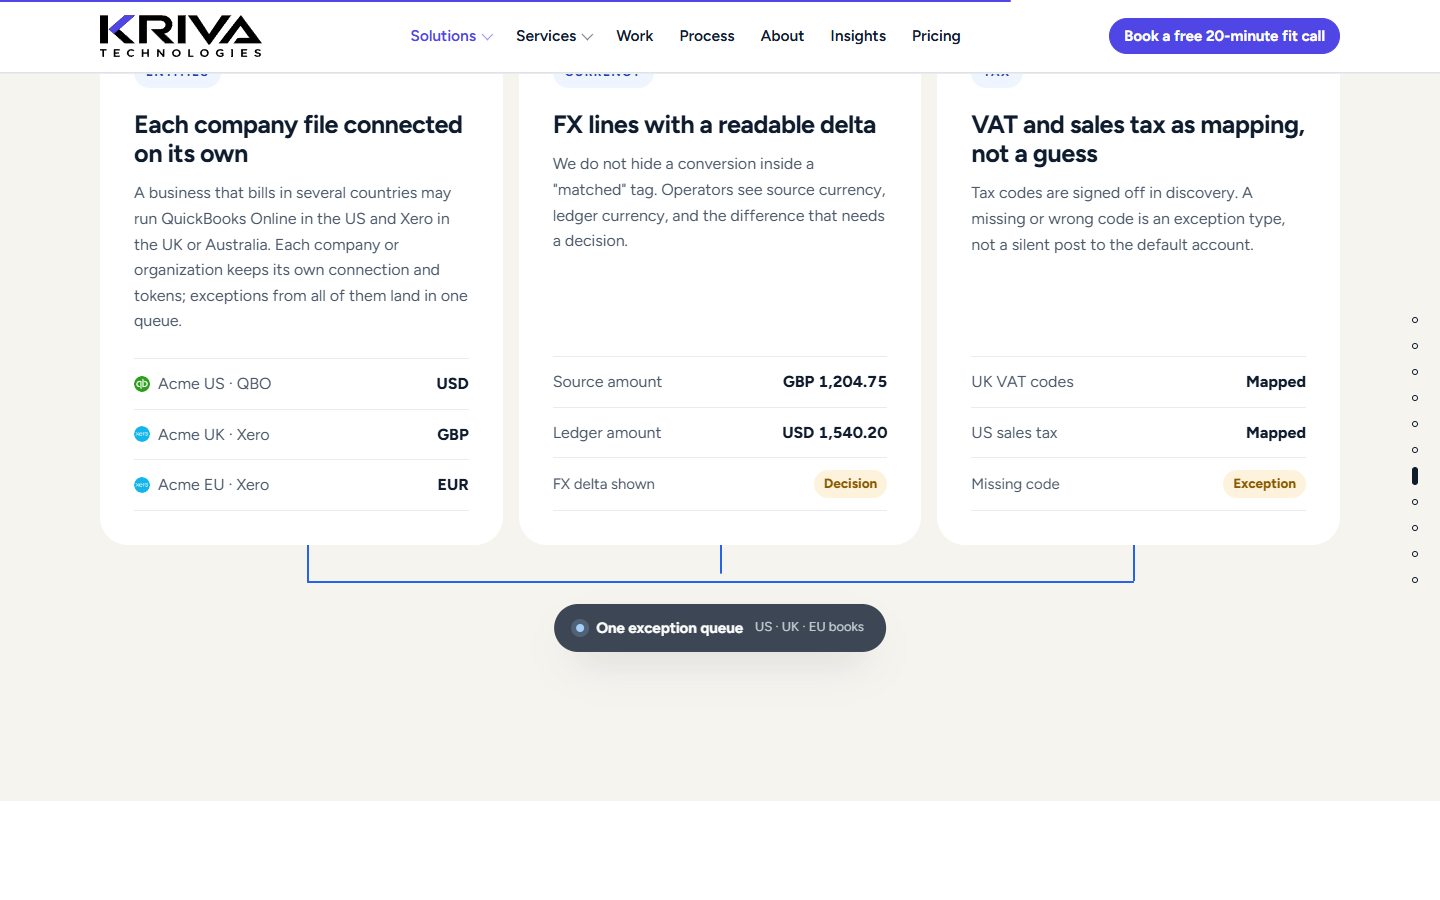 KRIVA
TECHNOLOGIES
Solutions
Services
Work
Process
About
Insights
Pricing
Book a free 20-minute fit call
Each company file connected
on its own
A business that bills in several countries may
run QuickBooks Online in the US and Xero in
the UK or Australia. Each company or
organization keeps its own connection and
tokens; exceptions from all of them land in one
queue.
Acme US · QBO
USD
Acme UK · Xero
GBP
Acme EU · Xero
EUR
FX lines with a readable delta
We do not hide a conversion inside a
"matched" tag. Operators see source currency,
ledger currency, and the difference that needs
a decision.
Source amount
GBP 1,204.75
Ledger amount
USD 1,540.20
FX delta shown
Decision
VAT and sales tax as mapping,
not a guess
Tax codes are signed off in discovery. A
missing or wrong code is an exception type,
not a silent post to the default account.
UK VAT codes
Mapped
US sales tax
Mapped
Missing code
Exception
One exception queue
US · UK · EU books